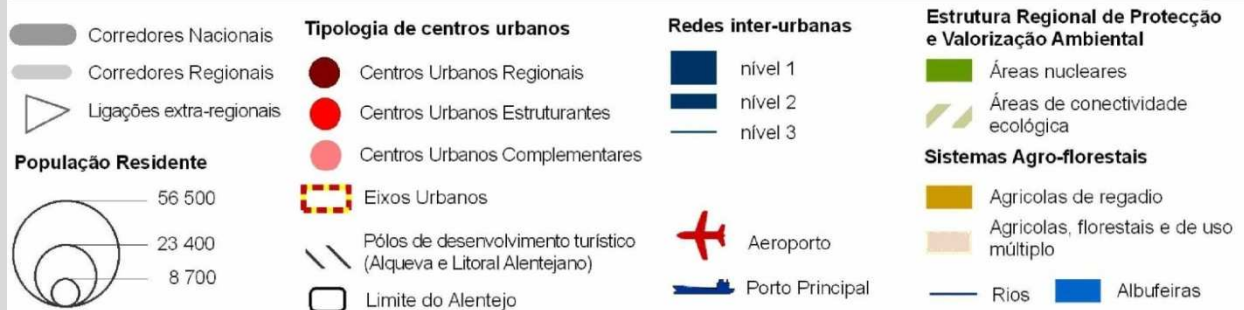 Corredores Nacionais
Corredores Regionais
Ligações extra-regionais
População Residente
56 500
23 400
8 700
Tipologia de centros urbanos
Centros Urbanos Regionais
Centros Urbanos Estruturantes
Centros Urbanos Complementares
Eixos Urbanos
Pólos de desenvolvimento turístico
(Alqueva e Litoral Alentejano)
Limite do Alentejo
Redes inter-urbanas
nível 1
nível 2
nível 3
Aeroporto
Porto Principal
Estrutura Regional de Protecção
e Valorização Ambiental
Áreas nucleares
Áreas de conectividade
ecológica
Sistemas Agro-florestais
Agricolas de regadio
Agricolas, florestais e de uso
múltiplo
Rios
Albufeiras